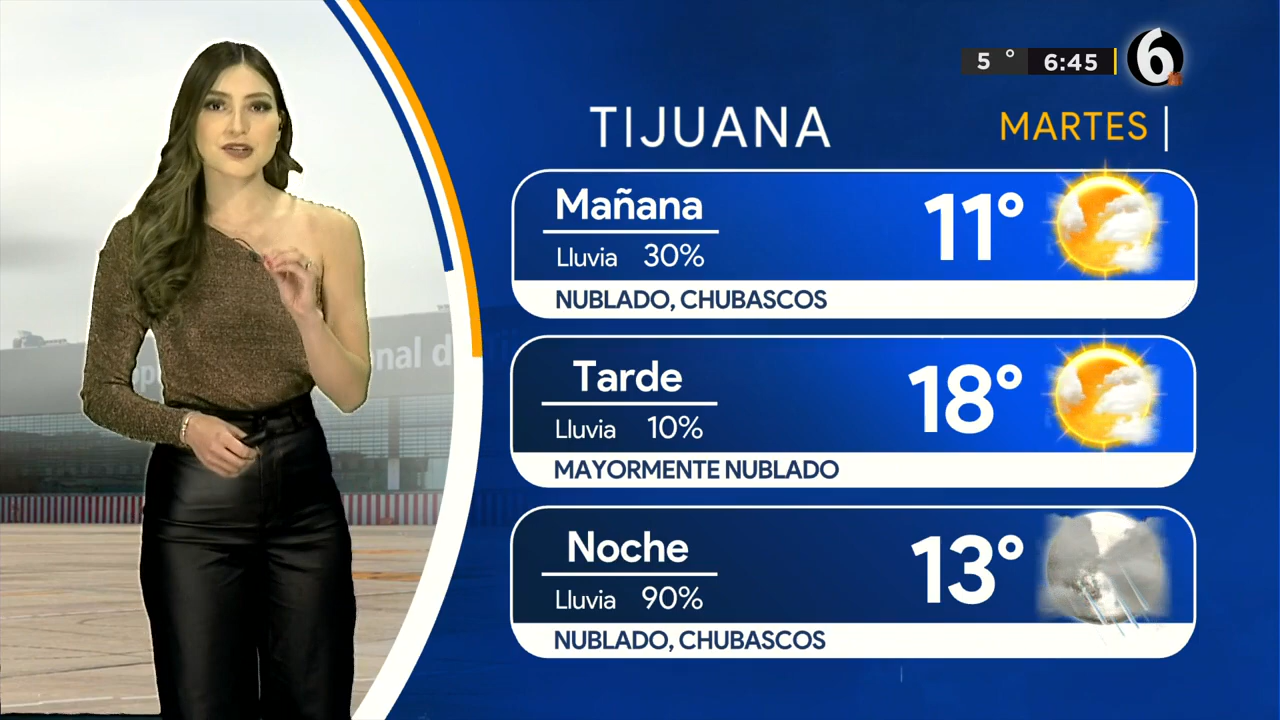 5 ° 6:45 6
TIJUANA
MARTES
Mañana
11°
Lluvia 30%
NUBLADO, CHUBASCOS
Tarde
18°
Lluvia 10%
MAYORMENTE NUBLADO
Noche
13°
Lluvia 90%
NUBLADO, CHUBASCOS
nal d